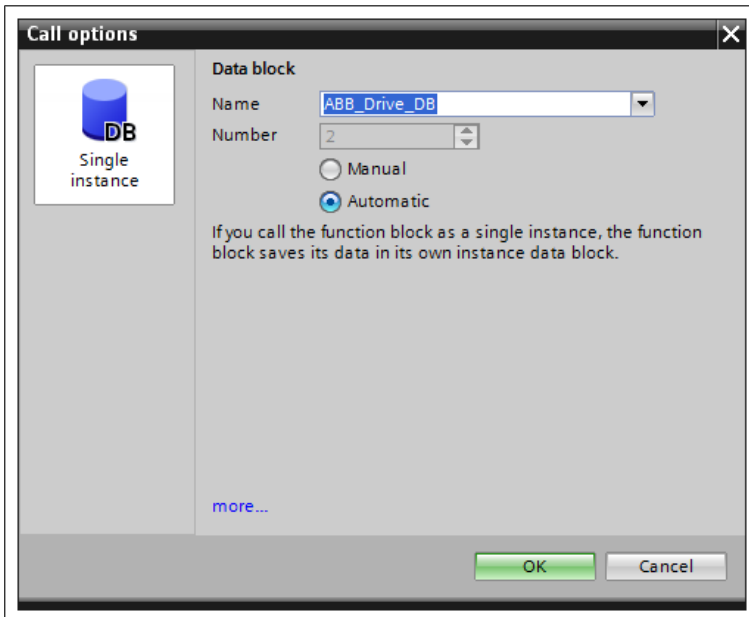 Call options
DB
Single
instance
Data block
Name ABB_Drive_DB
Number 2
Manual
Automatic
If you call the function block as a single instance, the function
block saves its data in its own instance data block.
more...
OK Cancel